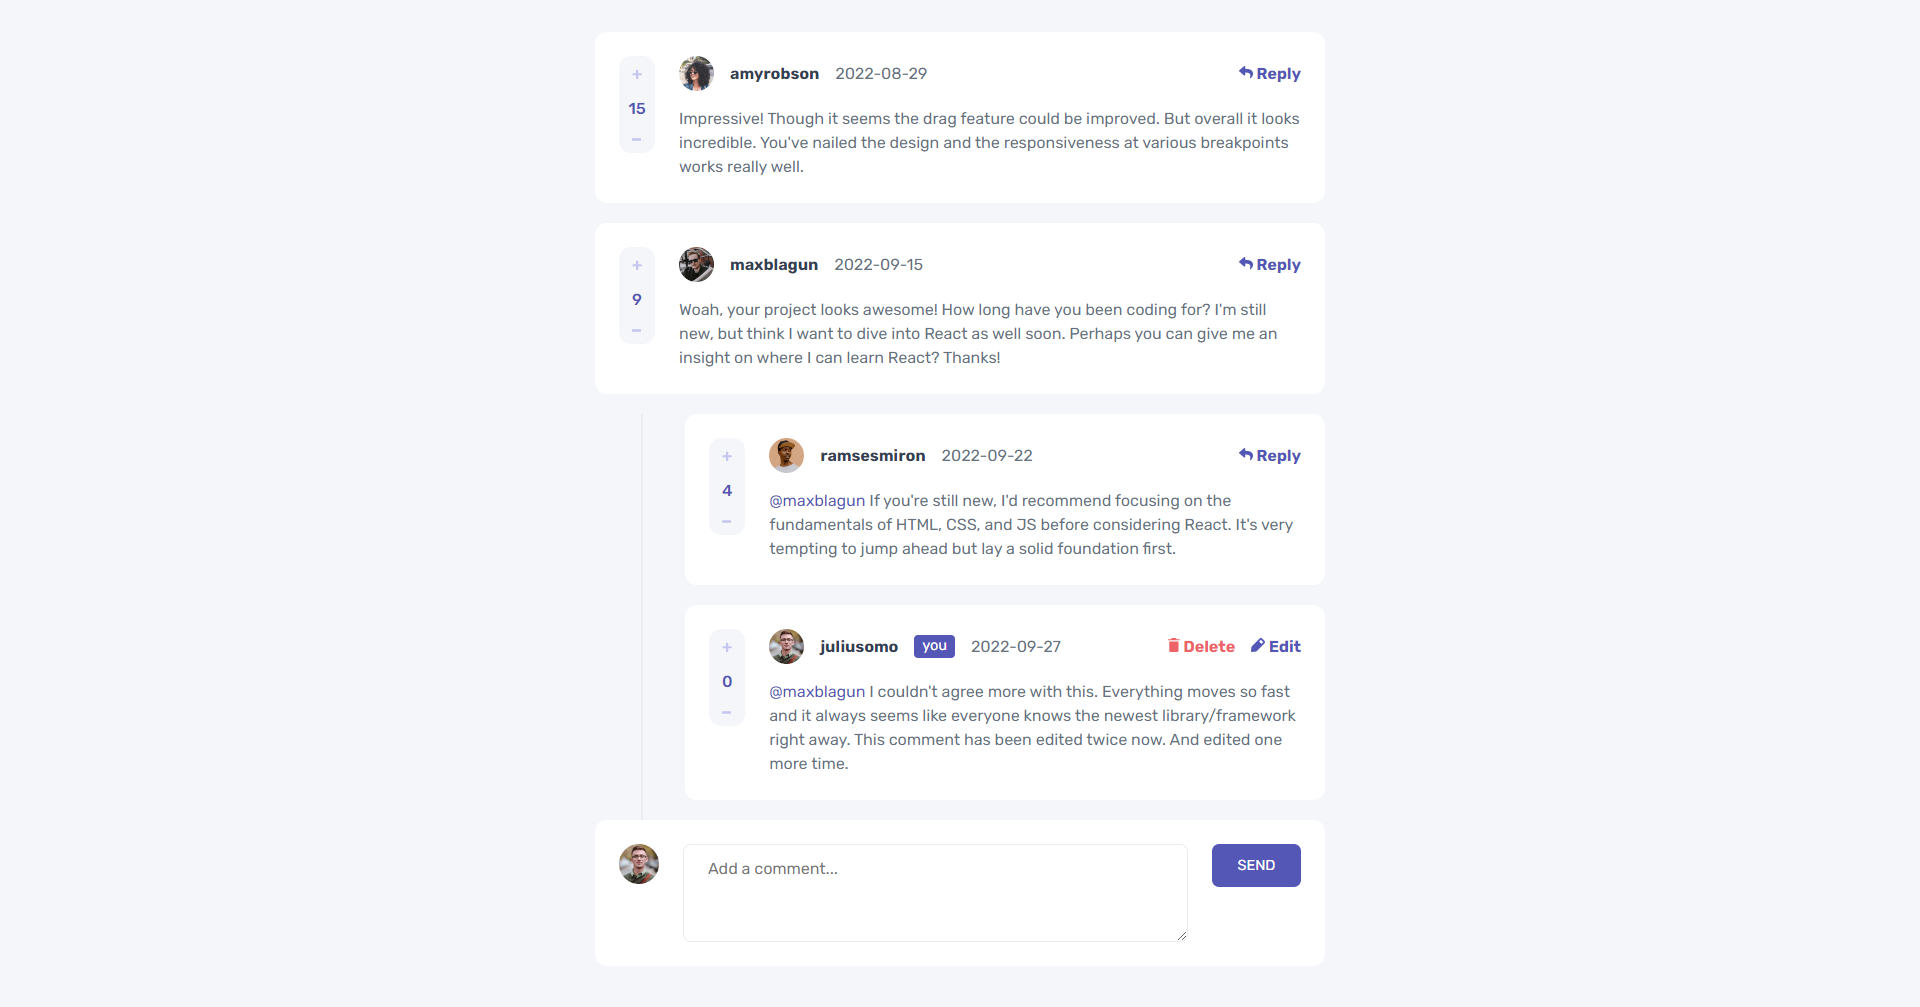 +
15
−
amyrobson 2022-08-29 Reply
Impressive! Though it seems the drag feature could be improved. But overall it looks
incredible. You've nailed the design and the responsiveness at various breakpoints
works really well.
+
9
−
maxblagun 2022-09-15 Reply
Woah, your project looks awesome! How long have you been coding for? I'm still
new, but think I want to dive into React as well soon. Perhaps you can give me an
insight on where I can learn React? Thanks!
+
4
−
ramsesmiron 2022-09-22 Reply
@maxblagun If you're still new, I'd recommend focusing on the
fundamentals of HTML, CSS, and JS before considering React. It's very
tempting to jump ahead but lay a solid foundation first.
+
0
−
juliusomo you 2022-09-27 Delete Edit
@maxblagun I couldn't agree more with this. Everything moves so fast
and it always seems like everyone knows the newest library/framework
right away. This comment has been edited twice now. And edited one
more time.
Add a comment... SEND